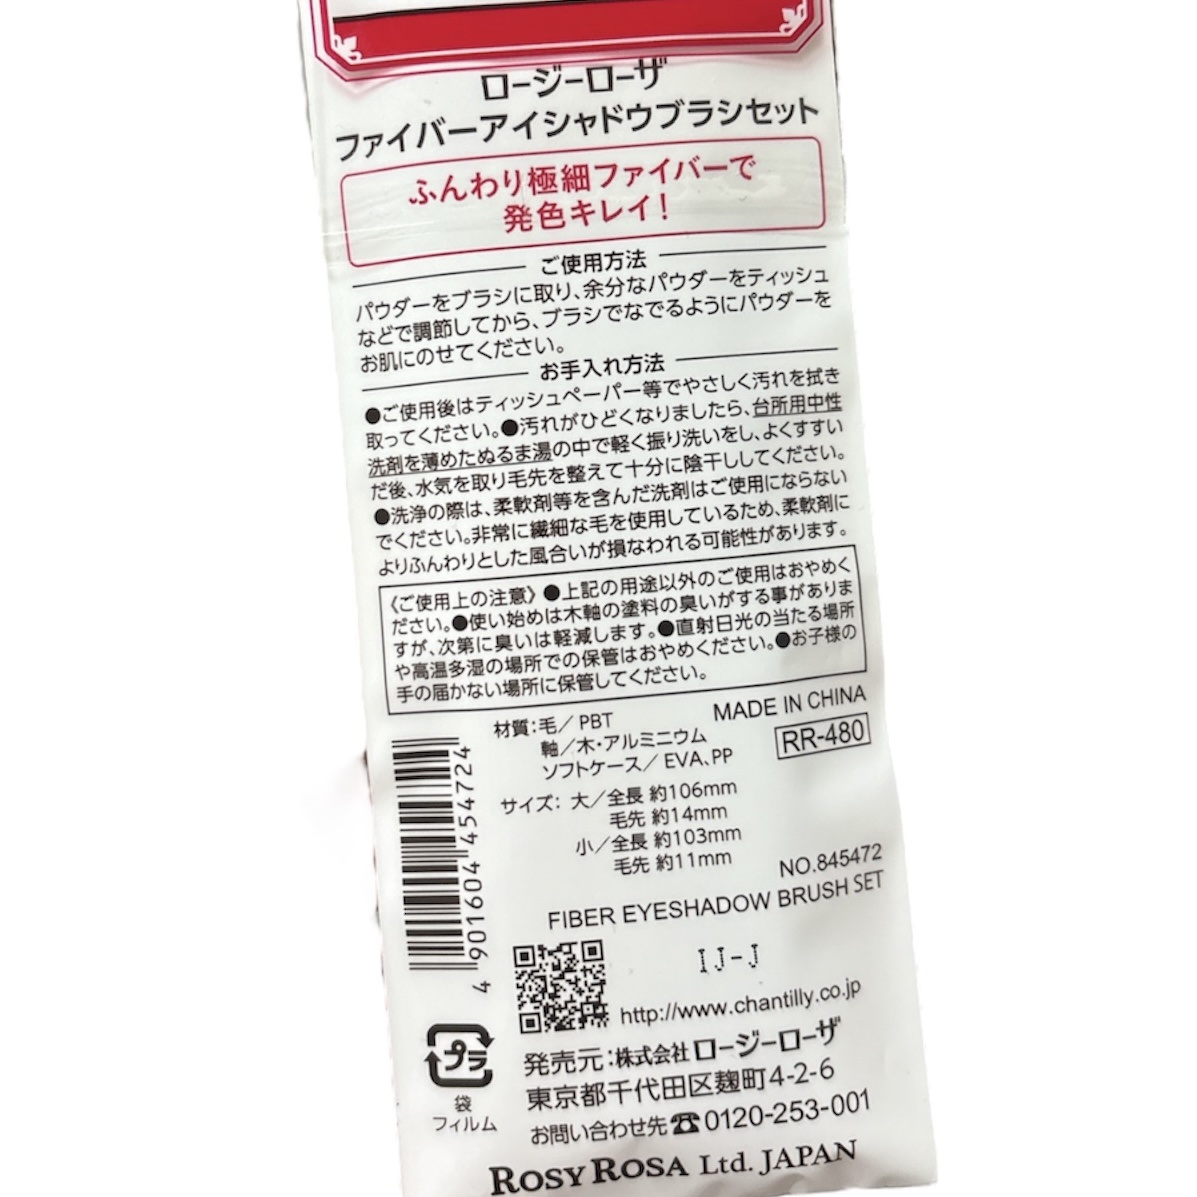 ロージーローザ
ファイバーアイシャドウブラシセット
ふんわり極細ファイバーで
発色キレイ!
ご使用方法
パウダーをブラシに取り、余分なパウダーをティッシュ
などで調節してから、ブラシでなでるようにパウダーを
お肌にのせてください。
お手入れ方法
●ご使用後はティッシュペーパー等でやさしく汚れを拭き
取ってください。●汚れがひどくなりましたら、台所用中性
洗剤を薄めたぬるま湯の中で軽く振り洗いをし、よくすすい
だ後、水気を取り毛先を整えて十分に陰干ししてください。
●洗浄の際は、柔軟剤等を含んだ洗剤はご使用にならない
でください。非常に繊細な毛を使用しているため、柔軟剤に
よりふんわりとした風合いが損なわれる可能性があります。
《ご使用上の注意》●上記の用途以外のご使用はおやめく
ださい。●使い始めは木軸の塗料の臭いがする事がありま
すが、次第に臭いは軽減します。●直射日光の当たる場所
や高温多湿の場所での保管はおやめください。●お子様の
手の届かない場所に保管してください。
材質:毛/PBT
軸/木・アルミニウム
ソフトケース/EVA、PP
MADE IN CHINA
RR-480
サイズ: 大/全長 約106mm
毛先 約14mm
小/全長 約103mm
毛先 約11mm
4 901604 454724
NO.845472
FIBER EYESHADOW BRUSH SET
IJ-J
http://www.chantilly.co.jp
プラ
袋
フィルム
発売元:株式会社ロージーローザ
東京都千代田区麹町4-2-6
お問い合わせ先☎0120-253-001
ROSY ROSA Ltd. JAPAN